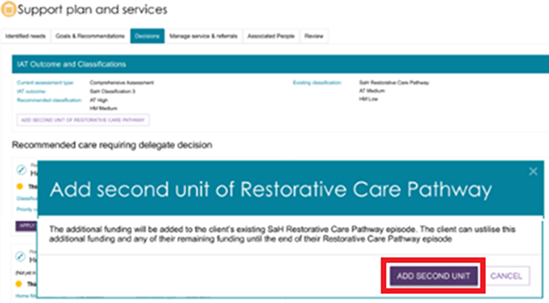 Support plan and services
Identified needs Goals & Recommendations Decisions Manage service & referrals Associated People Review
IAT Outcome and Classifications
Current assessment type: Comprehensive Assessment Existing classification: SaH Restorative Care Pathway
IAT outcome: SaH Classification 3 AT Medium
Recommended classification: AT High HM Low
HM Medium
ADD SECOND UNIT OF RESTORATIVE CARE PATHWAY
Recommended care requiring delegate decision
Add second unit of Restorative Care Pathway
The additional funding will be added to the client's existing SaH Restorative Care Pathway episode. The client can ustilise this
additional funding and any of their remaining funding until the end of their Restorative Care Pathway episode
ADD SECOND UNIT CANCEL